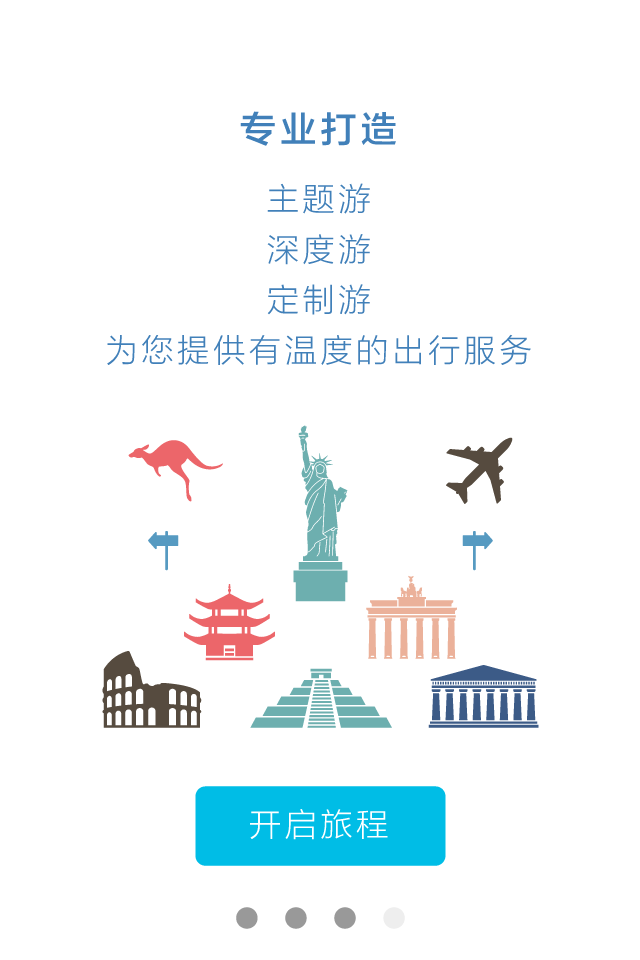 专业打造
主题游
深度游
定制游
为您提供有温度的出行服务
开启旅程